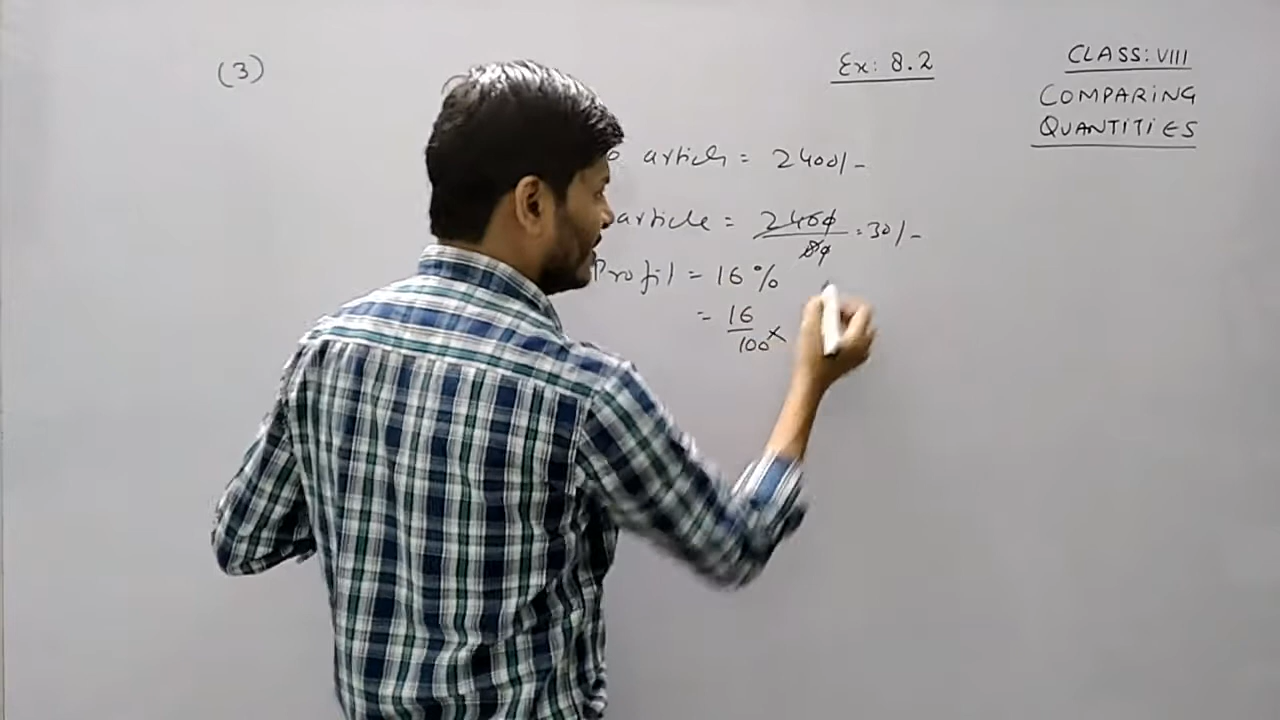 (3)
Ex: 8.2
CLASS: VIII
COMPARING
QUANTITIES
article = 2400/-
article = 2400/80 = 30/-
Profit = 16%
= 16/100 ×